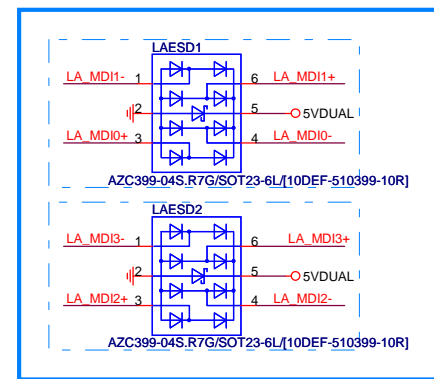 LAESD1
LA_MDI1- 1 6 LA_MDI1+
2 5 5VDUAL
LA_MDI0+ 3 4 LA_MDI0-
AZC399-04S.R7G/SOT23-6L/[10DEF-510399-10R]
LAESD2
LA_MDI3- 1 6 LA_MDI3+
2 5 5VDUAL
LA_MDI2+ 3 4 LA_MDI2-
AZC399-04S.R7G/SOT23-6L/[10DEF-510399-10R]